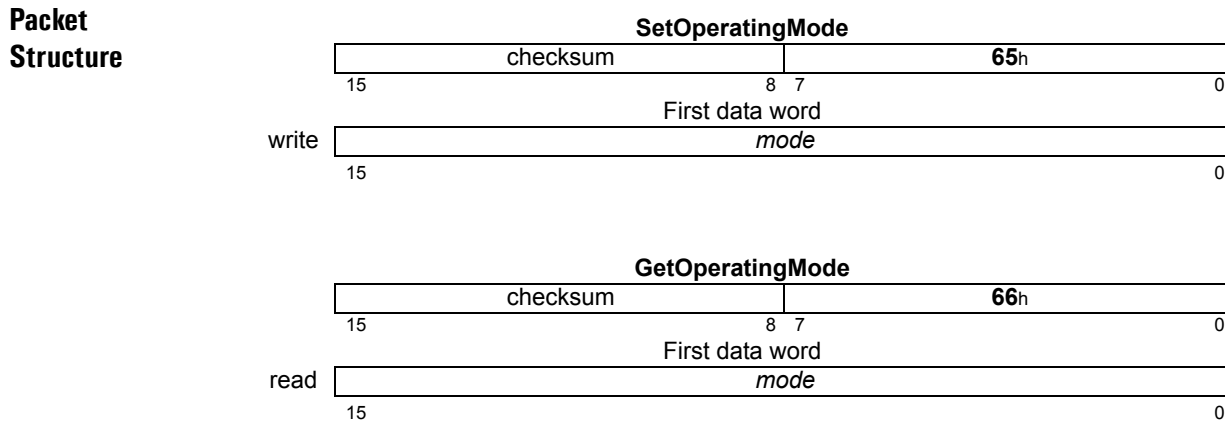 Packet
Structure
SetOperatingMode
checksum 65h
15 8 7 0
First data word
write mode
15 0
GetOperatingMode
checksum 66h
15 8 7 0
First data word
read mode
15 0